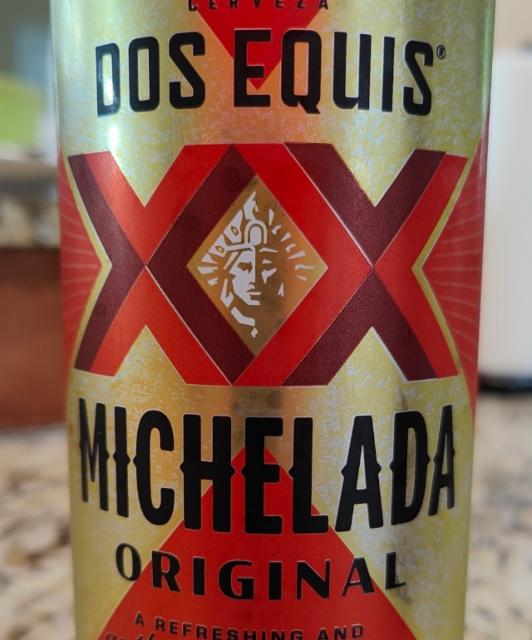 CERVEZA
DOS EQUIS®
XX
MICHELADA
ORIGINAL
A REFRESHING AND